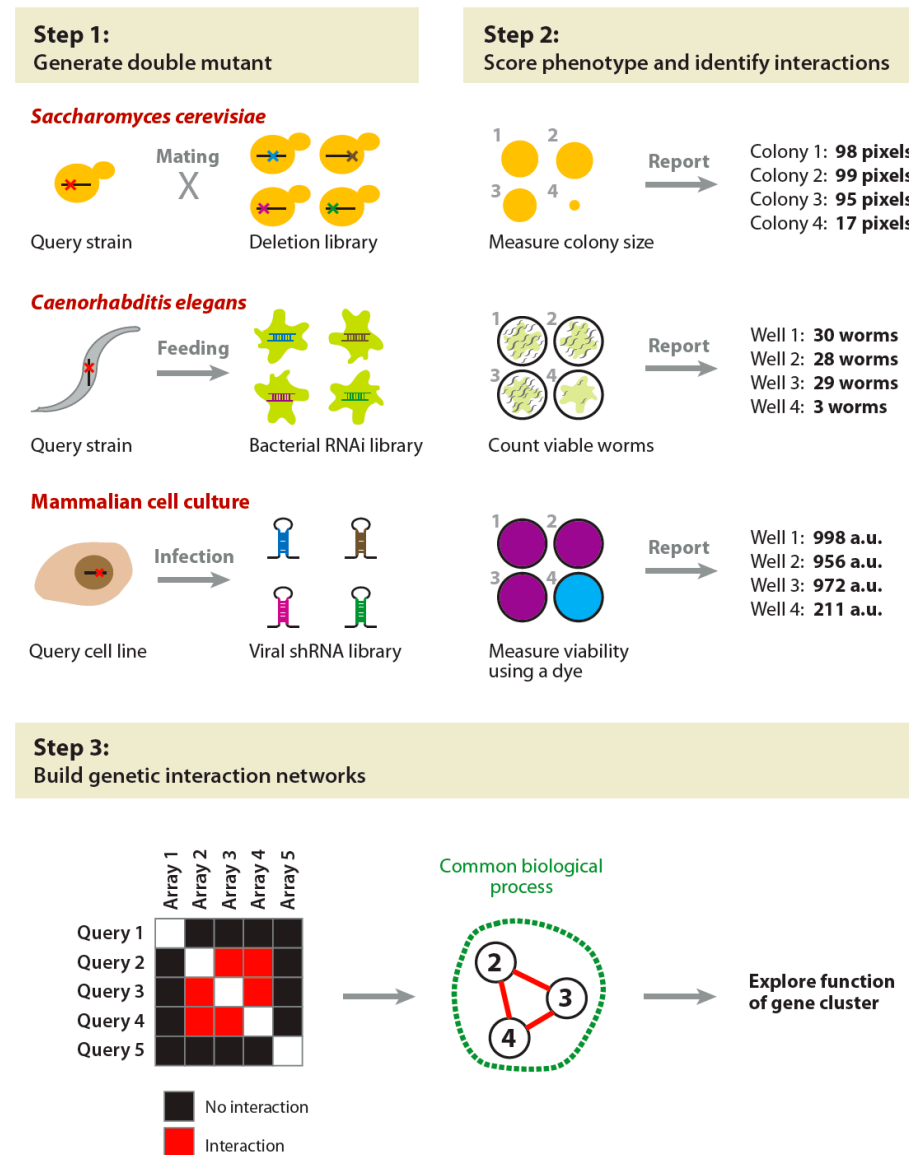 Step 1:
Generate double mutant
Saccharomyces cerevisiae
Mating
X
Query strain
Deletion library
Caenorhabditis elegans
Feeding
Query strain
Bacterial RNAi library
Mammalian cell culture
Infection
Query cell line
Viral shRNA library
Step 2:
Score phenotype and identify interactions
1
2
3
4
Measure colony size
Report
Colony 1: 98 pixels
Colony 2: 99 pixels
Colony 3: 95 pixels
Colony 4: 17 pixels
1
2
3
4
Count viable worms
Report
Well 1: 30 worms
Well 2: 28 worms
Well 3: 29 worms
Well 4: 3 worms
1
2
3
4
Measure viability
using a dye
Report
Well 1: 998 a.u.
Well 2: 956 a.u.
Well 3: 972 a.u.
Well 4: 211 a.u.
Step 3:
Build genetic interaction networks
Array 1
Array 2
Array 3
Array 4
Array 5
Query 1
Query 2
Query 3
Query 4
Query 5
No interaction
Interaction
Common biological
process
2
3
4
Explore function
of gene cluster